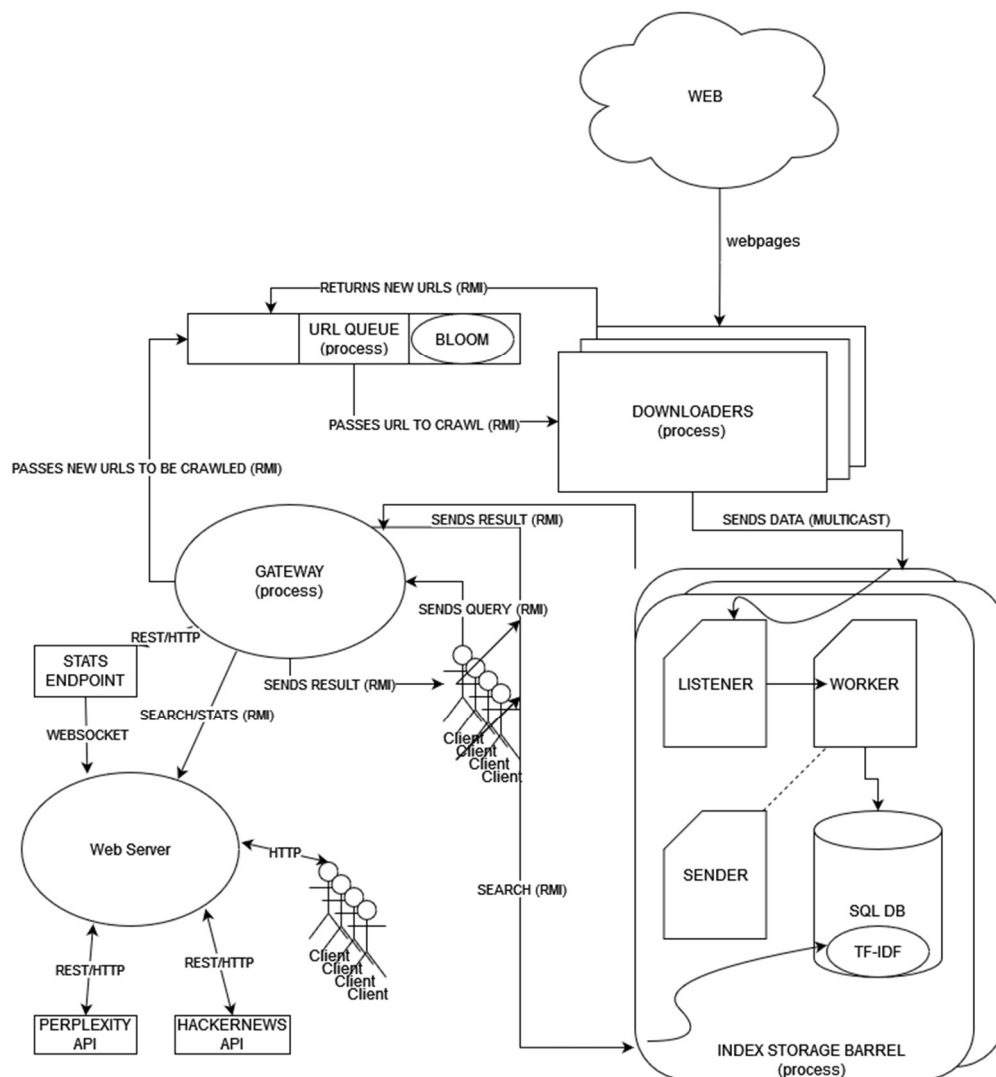 WEB
webpages
RETURNS NEW URLS (RMI)
URL QUEUE
(process)
BLOOM
DOWNLOADERS
(process)
PASSES URL TO CRAWL (RMI)
PASSES NEW URLS TO BE CRAWLED (RMI)
SENDS RESULT (RMI)
SENDS DATA (MULTICAST)
GATEWAY
(process)
SENDS QUERY (RMI)
REST/HTTP
STATS
ENDPOINT
SENDS RESULT (RMI)
LISTENER
WORKER
SEARCH/STATS (RMI)
WEBSOCKET
Client
Client
Client
Client
Web Server
HTTP
SEARCH (RMI)
SENDER
SQL DB
TF-IDF
Client
Client
Client
Client
REST/HTTP
REST/HTTP
PERPLEXITY
API
HACKERNEWS
API
INDEX STORAGE BARREL
(process)